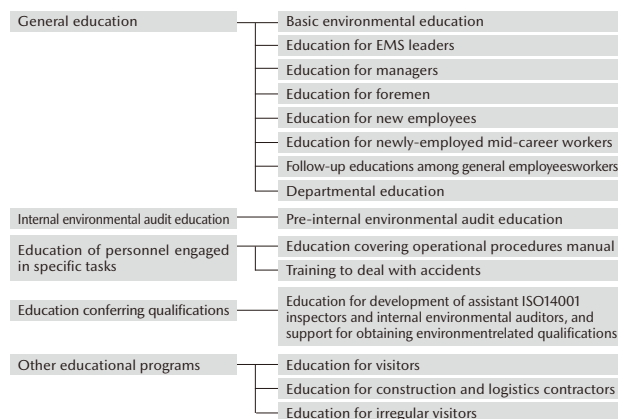 General education
Basic environmental education
Education for EMS leaders
Education for managers
Education for foremen
Education for new employees
Education for newly-employed mid-career workers
Follow-up educations among general employeesworkers
Departmental education
Internal environmental audit education
Pre-internal environmental audit education
Education of personnel engaged
in specific tasks
Education covering operational procedures manual
Training to deal with accidents
Education conferring qualifications
Education for development of assistant ISO14001
inspectors and internal environmental auditors, and
support for obtaining environmentrelated qualifications
Other educational programs
Education for visitors
Education for construction and logistics contractors
Education for irregular visitors